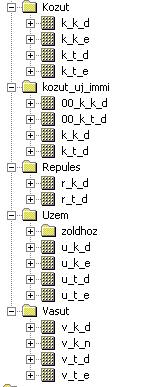 Kozut
k_k_d
k_k_e
k_t_d
k_t_e
kozut_uj_immi
00_k_k_d
00_k_t_d
k_k_d
k_t_d
Repules
r_k_d
r_t_d
Uzem
zoldhoz
u_k_d
u_k_e
u_t_d
u_t_e
Vasut
v_k_d
v_k_n
v_t_d
v_t_e